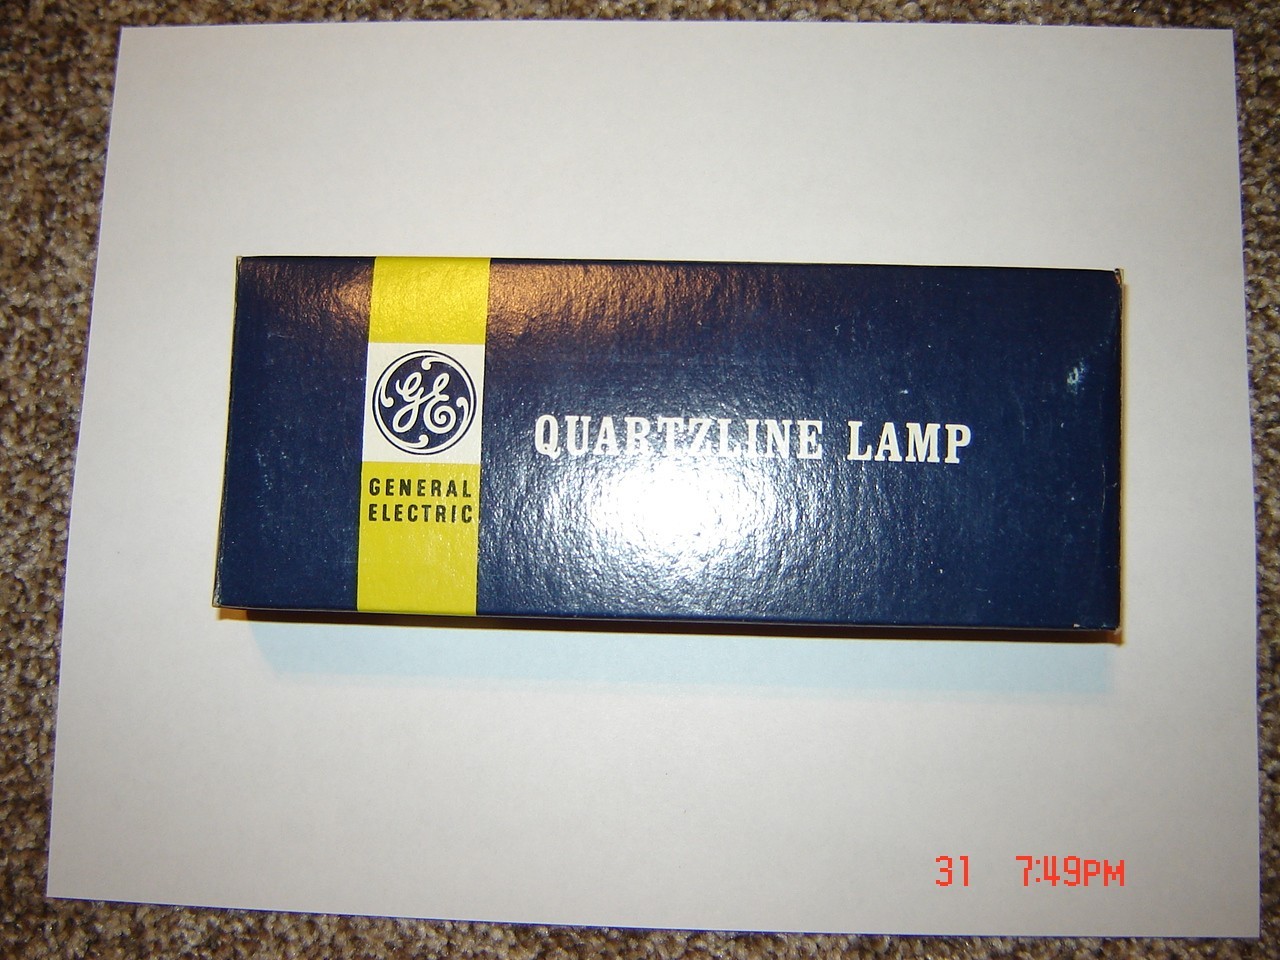 GE
GENERAL
ELECTRIC
QUARTZLINE LAMP
31 7:49PM